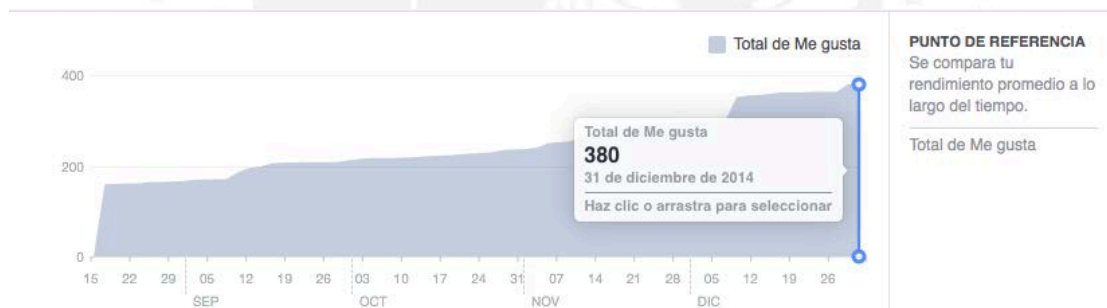 Total de Me gusta
400
200
0
Total de Me gusta
380
31 de diciembre de 2014
Haz clic o arrastra para seleccionar
15 22 29 05 12 19 26 03 10 17 24 31 07 14 21 28 05 12 19 26
SEP OCT NOV DIC
PUNTO DE REFERENCIA
Se compara tu
rendimiento promedio a lo
largo del tiempo.
Total de Me gusta